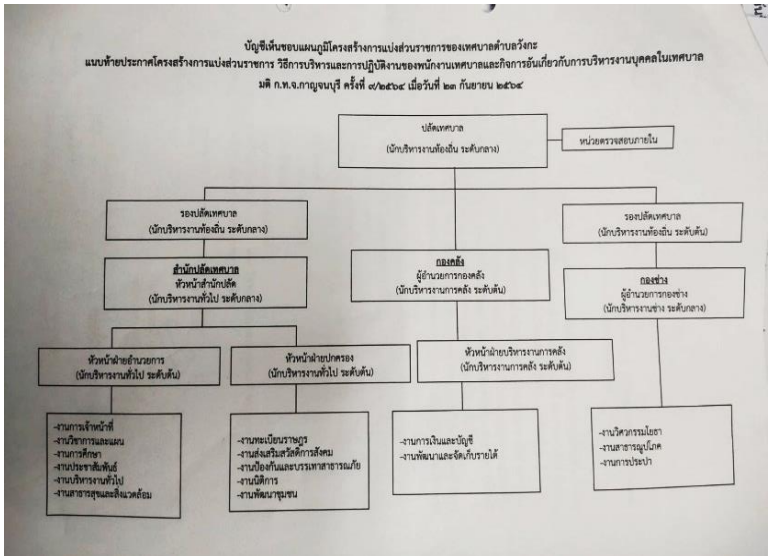 บัญชีเห็นชอบแผนภูมิโครงสร้างการแบ่งส่วนราชการของเทศบาลตำบลวังกะ
แนบท้ายประกาศโครงสร้างการแบ่งส่วนราชการ วิธีการบริหารและการปฏิบัติงานของพนักงานเทศบาลและกิจการอันเกี่ยวกับการบริหารงานบุคคลในเทศบาล
มติ ก.ท.จ.กาญจนบุรี ครั้งที่ ๙/๒๕๖๔ เมื่อวันที่ ๒๓ กันยายน ๒๕๖๔
ปลัดเทศบาล
(นักบริหารงานท้องถิ่น ระดับกลาง)
หน่วยตรวจสอบภายใน
รองปลัดเทศบาล
(นักบริหารงานท้องถิ่น ระดับกลาง)
รองปลัดเทศบาล
(นักบริหารงานท้องถิ่น ระดับต้น)
สำนักปลัดเทศบาล
หัวหน้าสำนักปลัด
(นักบริหารงานทั่วไป ระดับกลาง)
กองคลัง
ผู้อำนวยการกองคลัง
(นักบริหารงานการคลัง ระดับต้น)
กองช่าง
ผู้อำนวยการกองช่าง
(นักบริหารงานช่าง ระดับกลาง)
หัวหน้าฝ่ายอำนวยการ
(นักบริหารงานทั่วไป ระดับต้น)
หัวหน้าฝ่ายปกครอง
(นักบริหารงานทั่วไป ระดับต้น)
หัวหน้าฝ่ายบริหารงานการคลัง
(นักบริหารงานการคลัง ระดับต้น)
-งานการเจ้าหน้าที่
-งานวิชาการและแผน
-งานการศึกษา
-งานประชาสัมพันธ์
-งานบริหารงานทั่วไป
-งานสาธารสุขและสิ่งแวดล้อม
-งานทะเบียนราษฎร
-งานส่งเสริมสวัสดิการสังคม
-งานป้องกันและบรรเทาสาธารณภัย
-งานนิติการ
-งานพัฒนาชุมชน
-งานการเงินและบัญชี
-งานพัฒนาและจัดเก็บรายได้
-งานวิศวกรรมโยธา
-งานสาธารณูปโภค
-งานการประปา